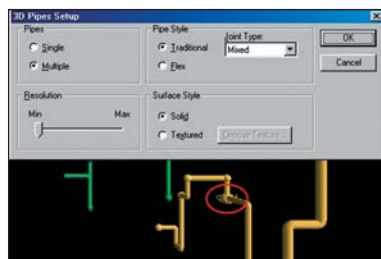 3D Pipes Setup
Pipes
Single
Multiple
Pipe Style
Traditional
Flex
Joint Type:
Mixed
OK
Cancel
Resolution
Min
Max
Surface Style
Solid
Textured
Choose Texture...